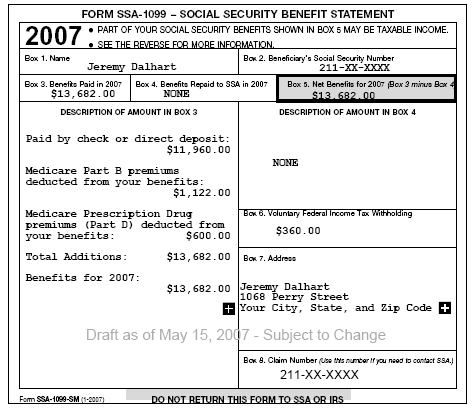 FORM SSA-1099 – SOCIAL SECURITY BENEFIT STATEMENT
2007
• PART OF YOUR SOCIAL SECURITY BENEFITS SHOWN IN BOX 5 MAY BE TAXABLE INCOME.
• SEE THE REVERSE FOR MORE INFORMATION.
Box 1. Name
Jeremy Dalhart
Box 2. Beneficiary's Social Security Number
211-XX-XXXX
Box 3. Benefits Paid in 2007
$13,682.00
Box 4. Benefits Repaid to SSA in 2007
NONE
Box 5. Net Benefits for 2007 (Box 3 minus Box 4
$13,682.00
DESCRIPTION OF AMOUNT IN BOX 3
Paid by check or direct deposit:
$11,960.00
Medicare Part B premiums
deducted from your benefits:
$1,122.00
Medicare Prescription Drug
premiums (Part D) deducted from
your benefits: $600.00
Total Additions: $13,682.00
Benefits for 2007:
$13,682.00
DESCRIPTION OF AMOUNT IN BOX 4
NONE
Box 6. Voluntary Federal Income Tax Withholding
$360.00
Box 7. Address
Jeremy Dalhart
1068 Perry Street
Your City, State, and Zip Code
Draft as of May 15, 2007 - Subject to Change
Box 8. Claim Number (Use this number if you need to contact SSA.)
211-XX-XXXX
Form SSA-1099-SM (1-2007) DO NOT RETURN THIS FORM TO SSA OR IRS